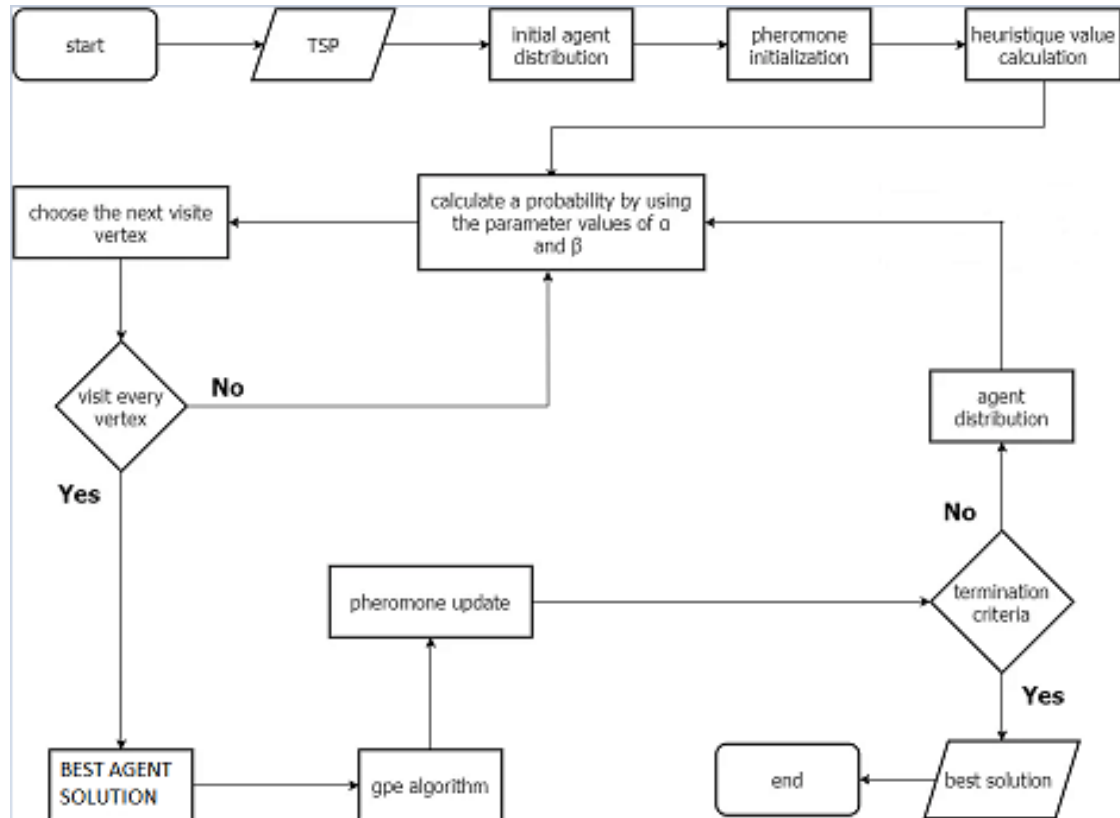 start
TSP
initial agent
distribution
pheromone
initialization
heuristique value
calculation
choose the next visite
vertex
calculate a probability by using
the parameter values of α
and β
visit every
vertex
No
Yes
agent
distribution
No
pheromone update
termination
criteria
Yes
BEST AGENT
SOLUTION
gpe algorithm
end
best solution